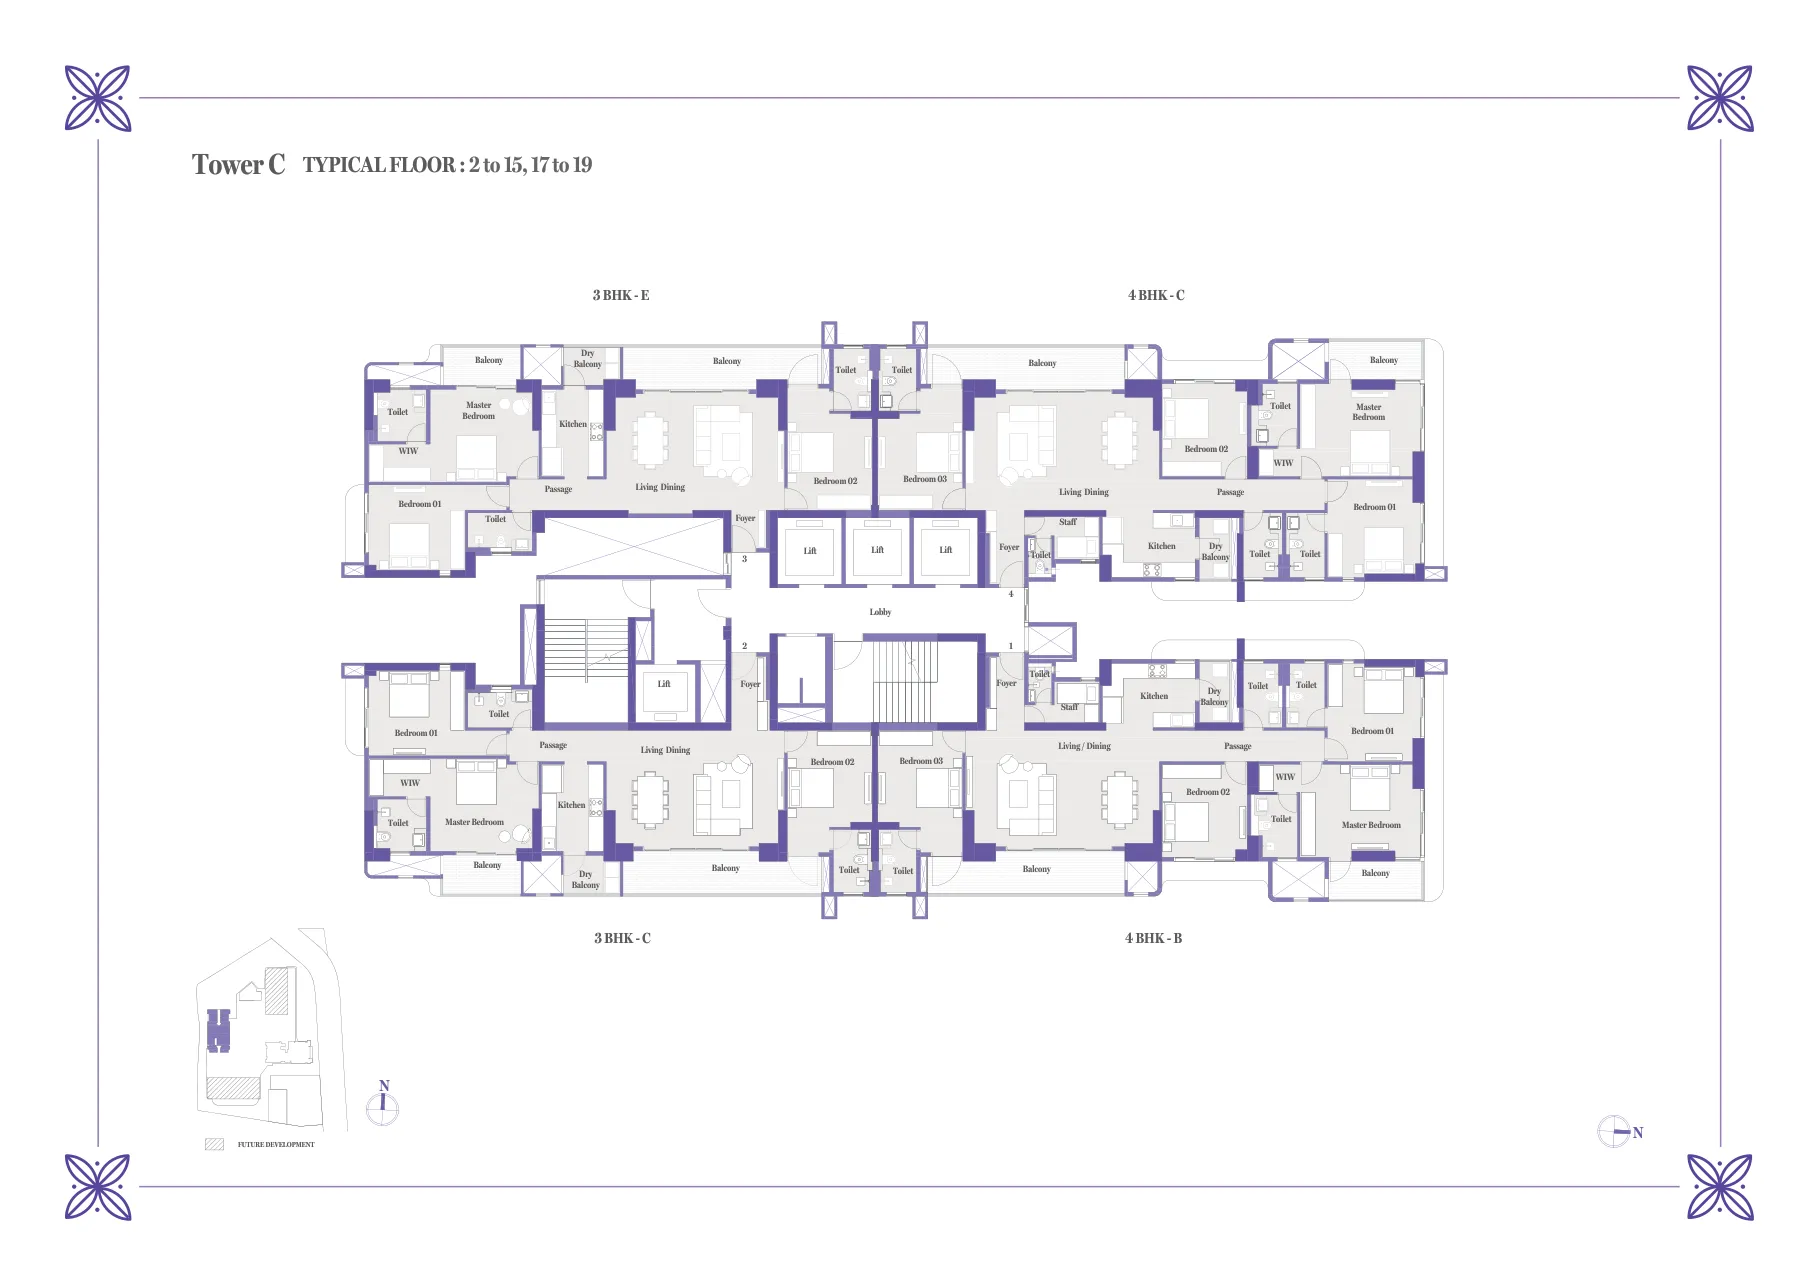 Tower C TYPICAL FLOOR : 2 to 15, 17 to 19
3 BHK - E
4 BHK - C
Balcony
Dry
Balcony
Balcony
Toilet
Toilet
Balcony
Balcony
Toilet
Master
Bedroom
Kitchen
WIW
Living Dining
Bedroom 02
Bedroom 03
Living Dining
Bedroom 02
Toilet
WIW
Master
Bedroom
Passage
Passage
Bedroom 01
Toilet
Foyer
3
Lift
Lift
Lift
Foyer
4
Staff
Toilet
Kitchen
Dry
Balcony
Toilet
Toilet
Bedroom 01
Lobby
2
1
Lift
Foyer
Foyer
Toilet
Staff
Kitchen
Dry
Balcony
Toilet
Toilet
Bedroom 01
Toilet
Bedroom 01
Passage
Living Dining
Bedroom 02
Bedroom 03
Living / Dining
Passage
WIW
Toilet
Master Bedroom
Kitchen
Bedroom 02
WIW
Toilet
Master Bedroom
Balcony
Dry
Balcony
Balcony
Toilet
Toilet
Balcony
Balcony
3 BHK - C
4 BHK - B
N
FUTURE DEVELOPMENT
N